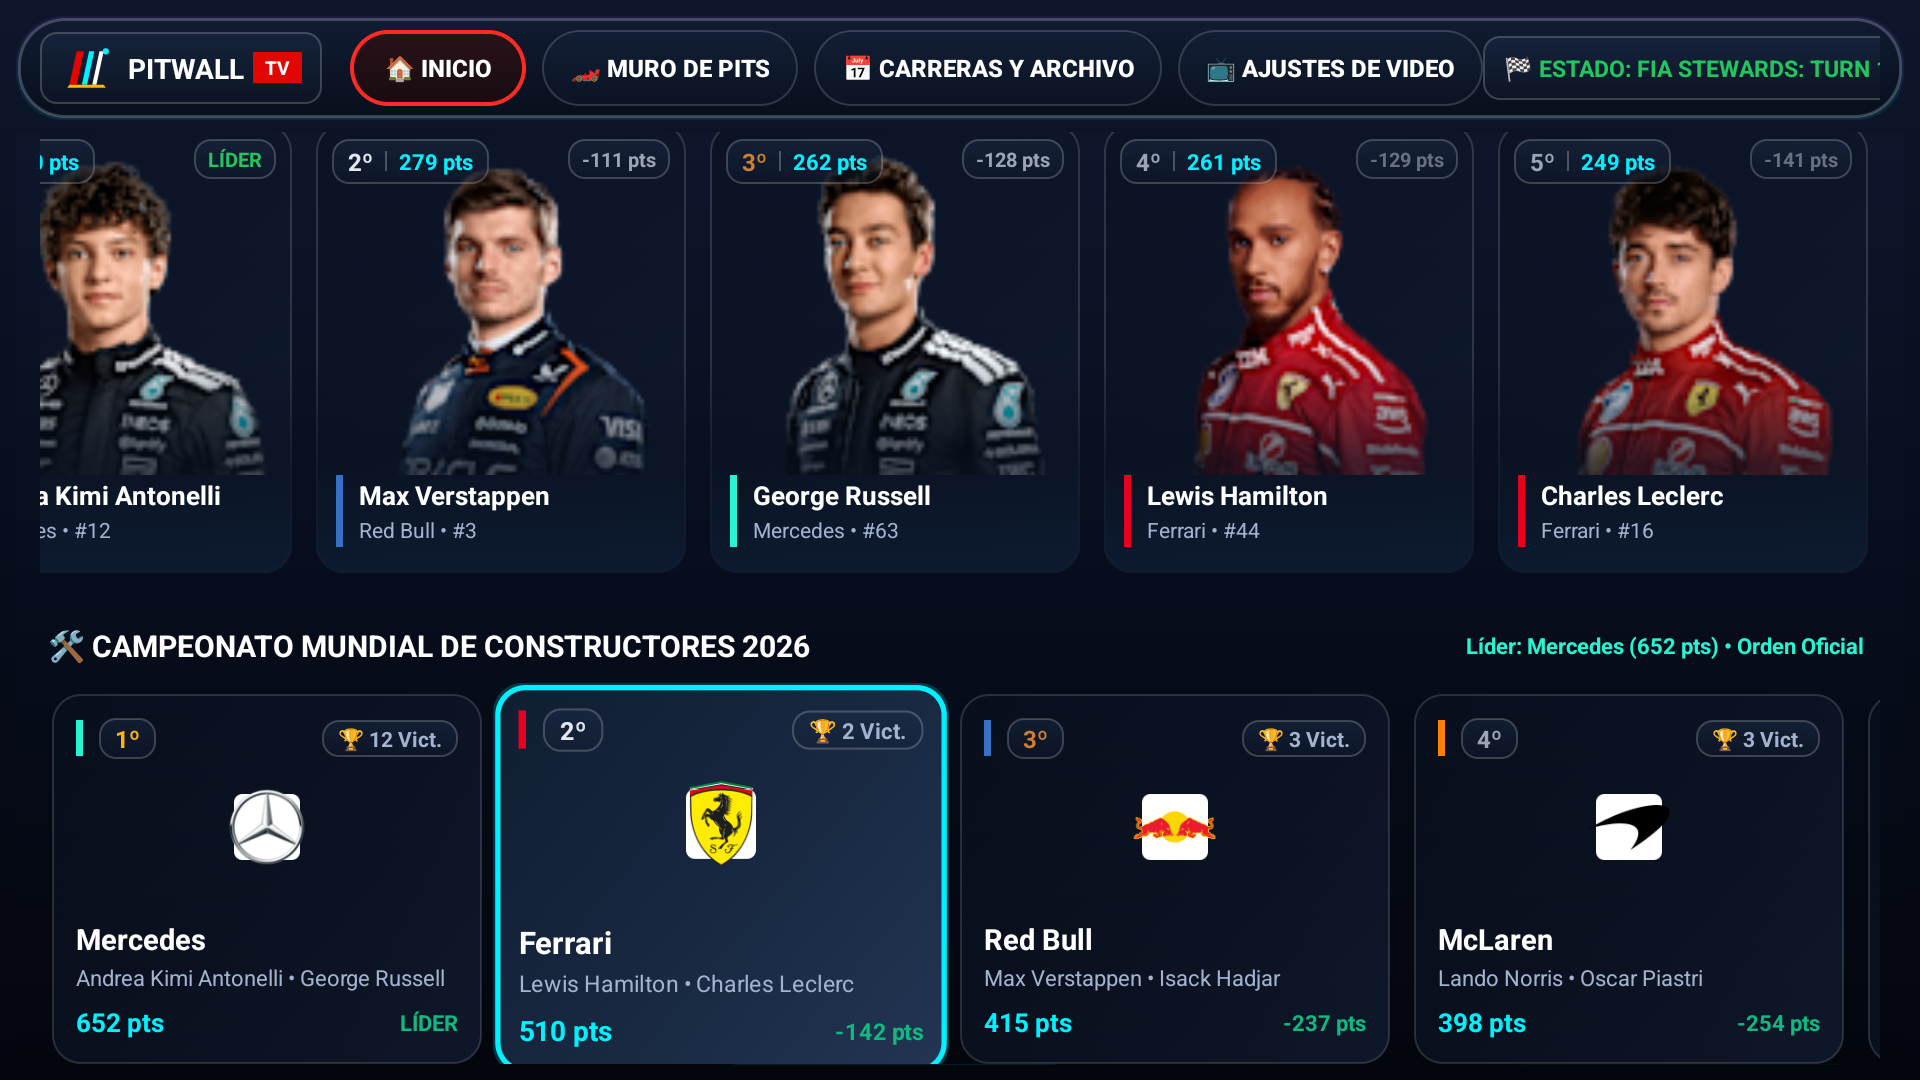 PITWALL TV
🏠 INICIO
🏎️ MURO DE PITS
📅 CARRERAS Y ARCHIVO
📺 AJUSTES DE VIDEO
🏁 ESTADO: FIA STEWARDS: TURN
pts
LÍDER
a Kimi Antonelli
es • #12
2º | 279 pts
-111 pts
Max Verstappen
Red Bull • #3
3º | 262 pts
-128 pts
George Russell
Mercedes • #63
4º | 261 pts
-129 pts
Lewis Hamilton
Ferrari • #44
5º | 249 pts
-141 pts
Charles Leclerc
Ferrari • #16
🛠️ CAMPEONATO MUNDIAL DE CONSTRUCTORES 2026
Líder: Mercedes (652 pts) • Orden Oficial
1º
🏆 12 Vict.
Mercedes
Andrea Kimi Antonelli • George Russell
652 pts
LÍDER
2º
🏆 2 Vict.
Ferrari
Lewis Hamilton • Charles Leclerc
510 pts
-142 pts
3º
🏆 3 Vict.
Red Bull
Max Verstappen • Isack Hadjar
415 pts
-237 pts
4º
🏆 3 Vict.
McLaren
Lando Norris • Oscar Piastri
398 pts
-254 pts